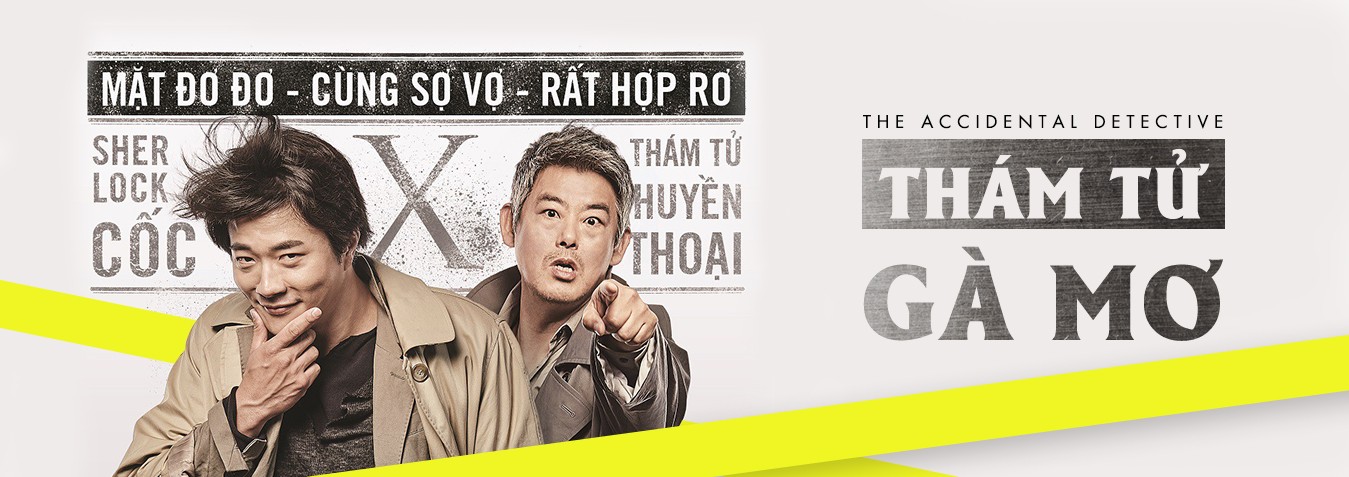 MẶT ĐƠ ĐƠ - CÙNG SỢ VỢ - RẤT HỢP RƠ
SHER
LOCK
CỐC
X
THÁM TỬ
HUYỀN
THOẠI
THE ACCIDENTAL DETECTIVE
THÁM TỬ
GÀ MƠ